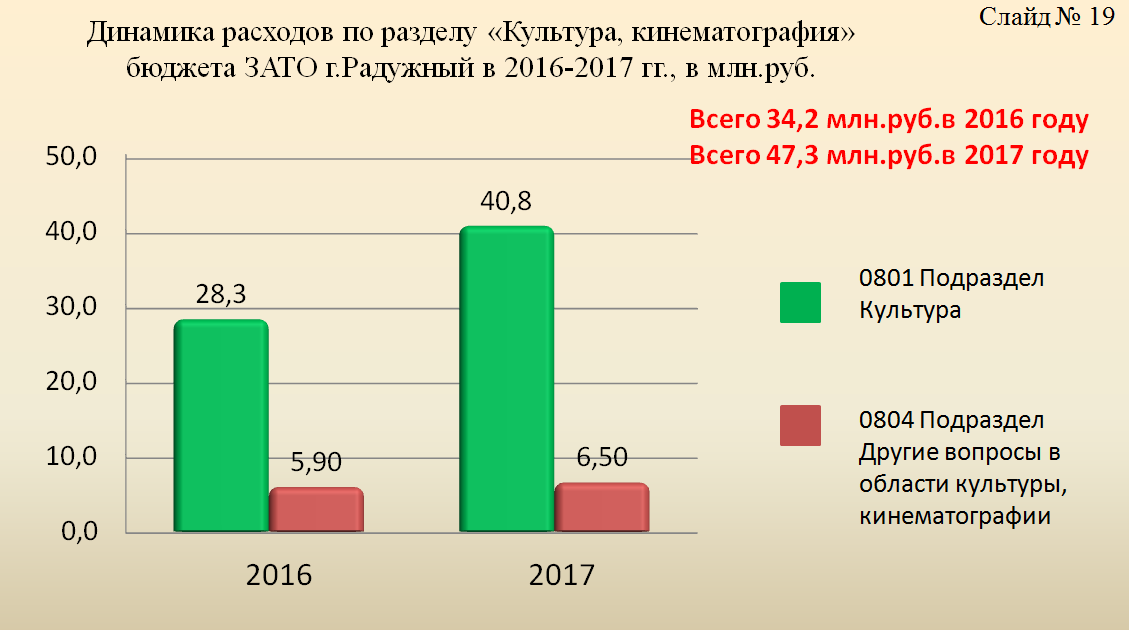 Слайд № 19
Динамика расходов по разделу «Культура, кинематография»
бюджета ЗАТО г.Радужный в 2016-2017 гг., в млн.руб.
Всего 34,2 млн.руб.в 2016 году
Всего 47,3 млн.руб.в 2017 году
50,0
40,0
30,0
20,0
10,0
0,0
28,3
5,90
40,8
6,50
2016
2017
0801 Подраздел
Культура
0804 Подраздел
Другие вопросы в
области культуры,
кинематографии